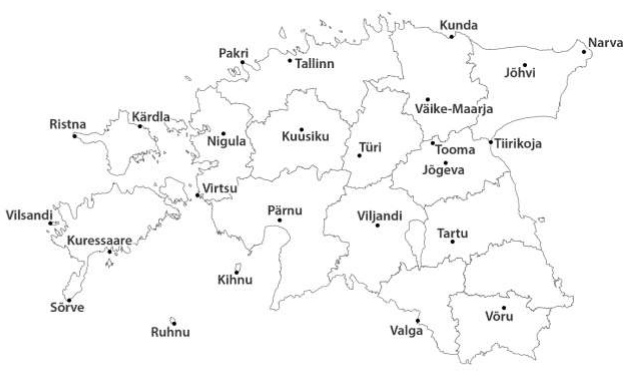 Kunda
Narva
Pakri
Tallinn
Jõhvi
Väike-Maarja
Kärdla
Ristna
Nigula
Kuusiku
Türi
Tooma
Tiirikoja
Jõgeva
Virtsu
Vilsandi
Pärnu
Viljandi
Kuressaare
Tartu
Kihnu
Sõrve
Ruhnu
Valga
Võru